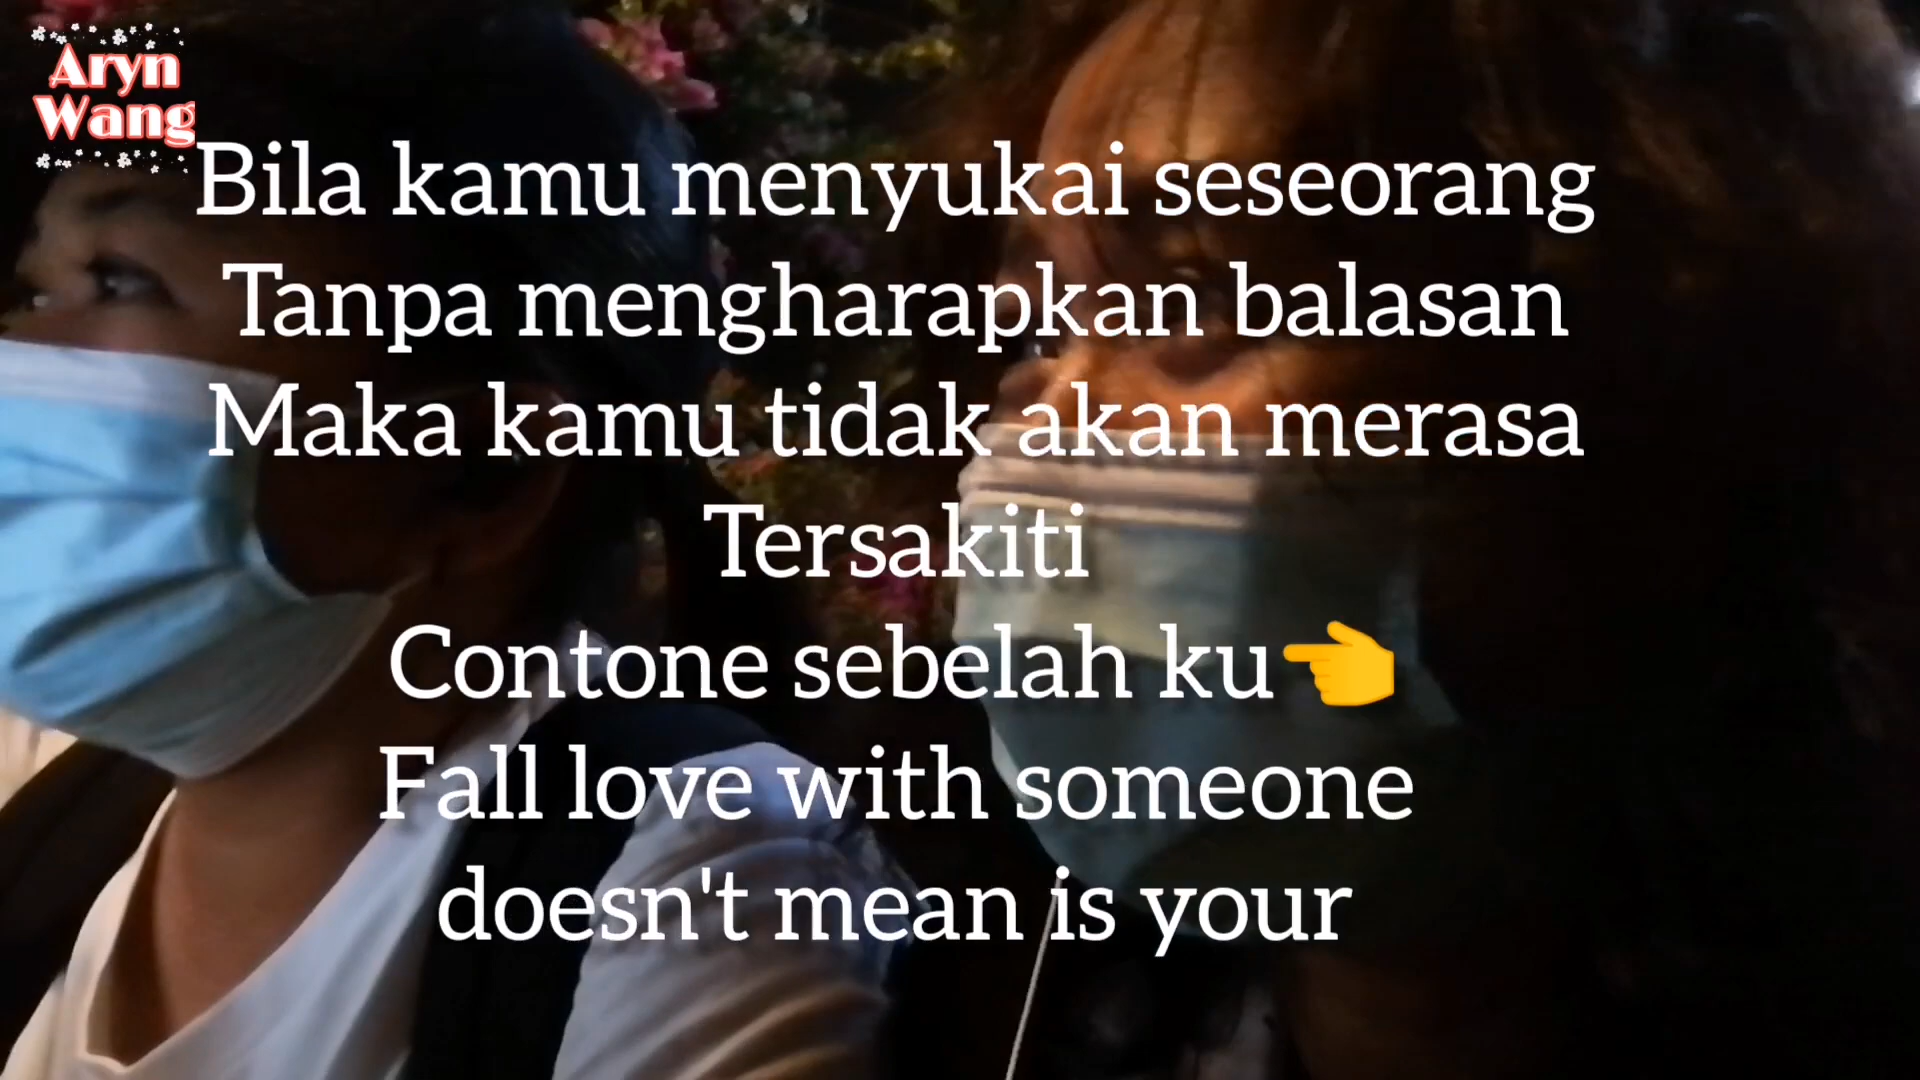 Aryn
Wang
Bila kamu menyukai seseorang
Tanpa mengharapkan balasan
Maka kamu tidak akan merasa
Tersakiti
Contone sebelah ku👈
Fall love with someone
doesn't mean is your